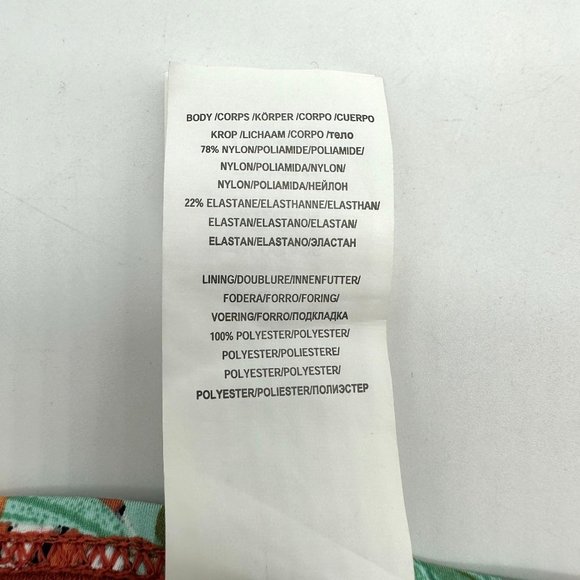 BODY /CORPS /KÖRPER /CORPO /CUERPO
KROP /LICHAAM /CORPO /тело
78% NYLON/POLIAMIDE/POLIAMIDE/
NYLON/POLIAMIDA/NYLON/
NYLON/POLIAMIDA/НЕЙЛОН
22% ELASTANE/ELASTHANNE/ELASTHAN/
ELASTAN/ELASTANO/ELASTAN/
ELASTAN/ELASTANO/ЭЛАСТАН
LINING/DOUBLURE/INNENFUTTER/
FODERA/FORRO/FORING/
VOERING/FORRO/ПОДКЛАДКА
100% POLYESTER/POLYESTER/
POLYESTER/POLIESTERE/
POLYESTER/POLYESTER/
POLYESTER/POLIESTER/ПОЛИЭСТЕР